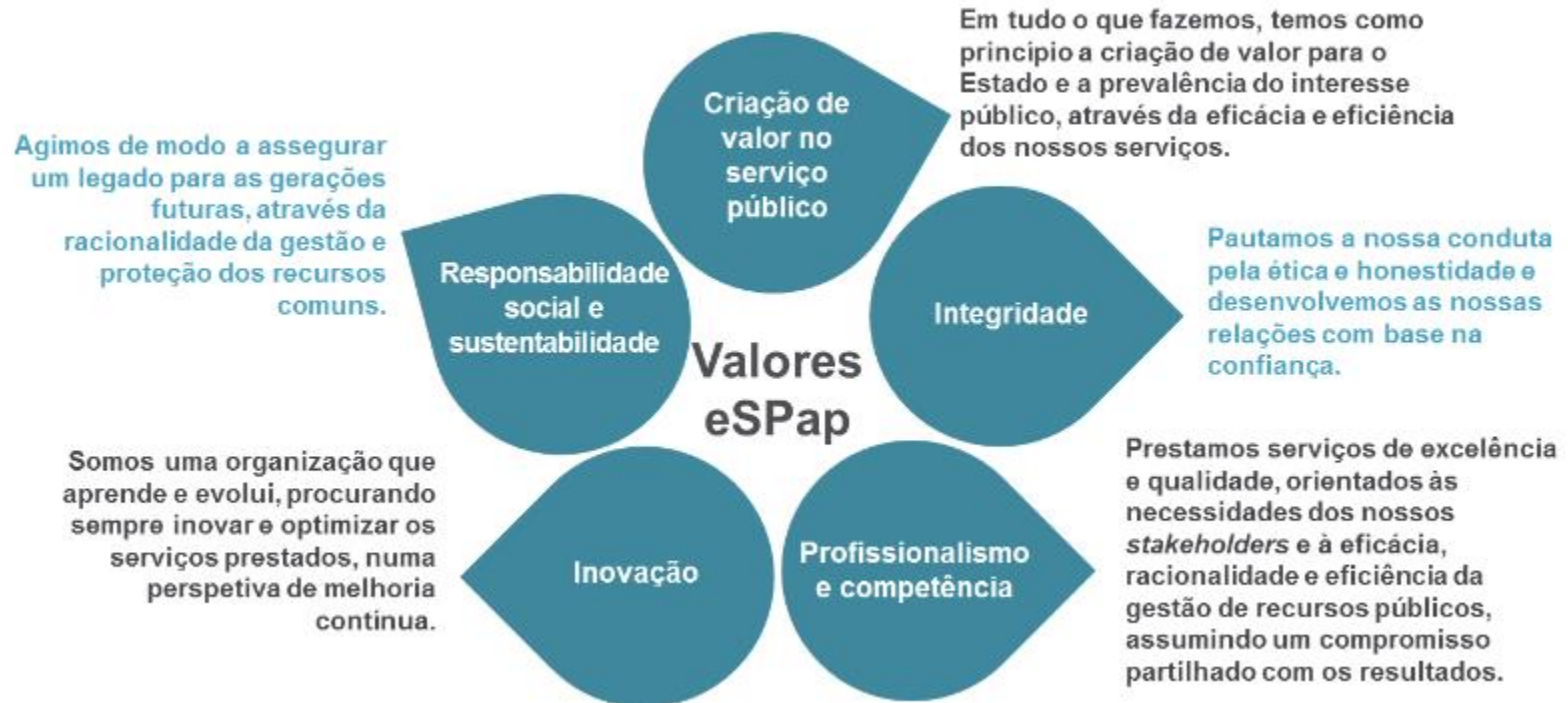 Em tudo o que fazemos, temos como
principio a criação de valor para o
Estado e a prevalência do interesse
público, através da eficácia e eficiência
dos nossos serviços.
Criação de
valor no
serviço
público
Agimos de modo a assegurar
um legado para as gerações
futuras, através da
racionalidade da gestão e
proteção dos recursos
comuns.
Responsabilidade
social e
sustentabilidade
Integridade
Pautamos a nossa conduta
pela ética e honestidade e
desenvolvemos as nossas
relações com base na
confiança.
Valores
eSPap
Somos uma organização que
aprende e evolui, procurando
sempre inovar e optimizar os
serviços prestados, numa
perspetiva de melhoria
continua.
Inovação
Profissionalismo
e competência
Prestamos serviços de excelência
e qualidade, orientados às
necessidades dos nossos
stakeholders e à eficácia,
racionalidade e eficiência da
gestão de recursos públicos,
assumindo um compromisso
partilhado com os resultados.